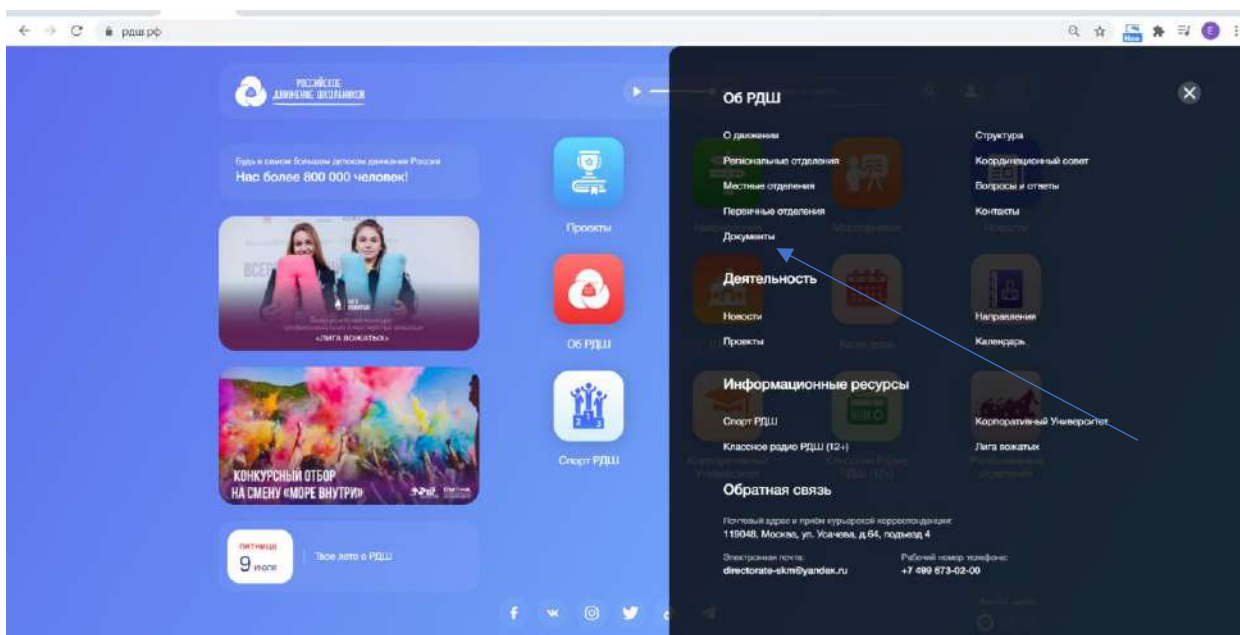 рдш.рф
New
E
РОССИЙСКОЕ
ДВИЖЕНИЕ ШКОЛЬНИКОВ
Будь в самом большом детском движении России
Нас более 800 000 человек!
ВСЕР
«ЛИГА ВОЖАТЫХ»
КОНКУРСНЫЙ ОТБОР
НА СМЕНУ «МОРЕ ВНУТРИ»
ПЯТНИЦА
9 июля
Твое лето с РДШ
Проекты
Об РДШ
Спорт РДШ
Об РДШ
О движении
Региональные отделения
Местные отделения
Первичные отделения
Документы
Структура
Координационный совет
Вопросы и ответы
Контакты
Деятельность
Новости
Проекты
Направления
Календарь
Информационные ресурсы
Спорт РДШ
Классное радио РДШ (12+)
Корпоративный Университет
Лига вожатых
Обратная связь
Почтовый адрес и приём курьерской корреспонденции:
119048, Москва, ул. Усачева, д.64, подъезд 4
Электронная почта:
directorate-skm@yandex.ru
Рабочий номер телефона:
+7 499 673-02-00